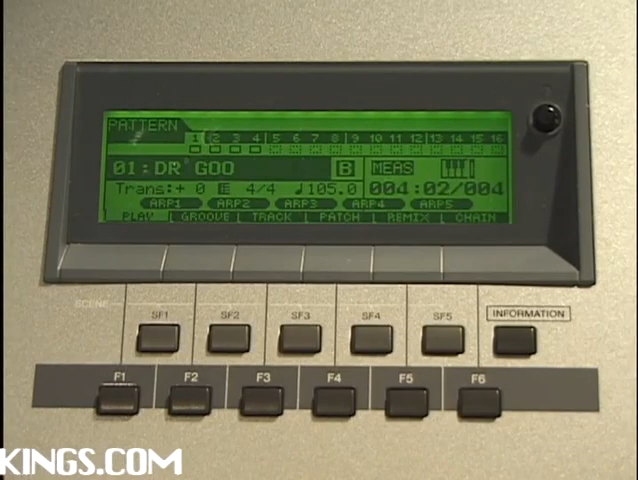 PATTERN
1 2 3 4 5 6 7 8 9 10 11 12 13 14 15 16
01:DR° GOO B MEAS
Trans:+ 0 4/4 ♩105.0 004:02/004
ARP1 ARP2 ARP3 ARP4 ARP5
PLAY GROOVE TRACK PATCH REMIX CHAIN
SCENE
SF1 SF2 SF3 SF4 SF5 INFORMATION
F1 F2 F3 F4 F5 F6
KINGS.COM